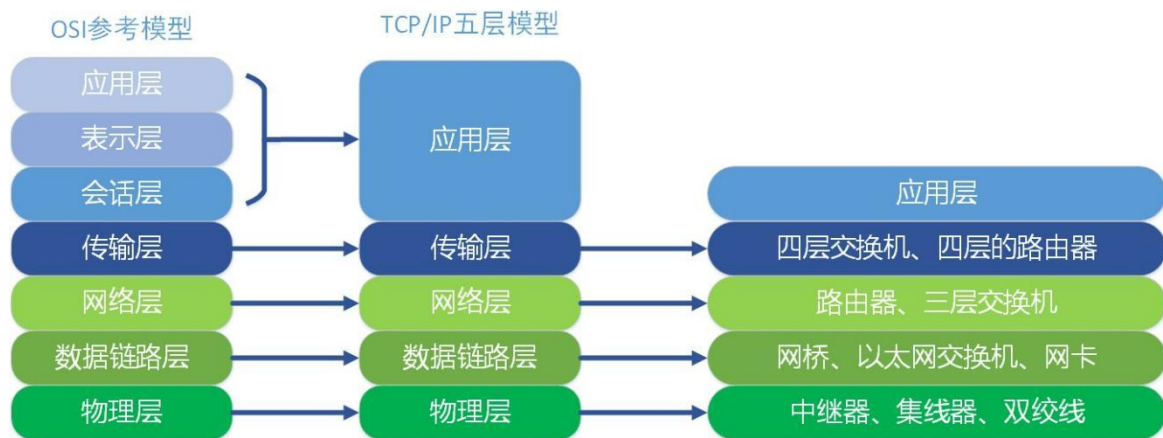 OSI参考模型
TCP/IP五层模型
应用层
表示层
会话层
传输层
网络层
数据链路层
物理层
应用层
传输层
网络层
数据链路层
物理层
应用层
四层交换机、四层的路由器
路由器、三层交换机
网桥、以太网交换机、网卡
中继器、集线器、双绞线